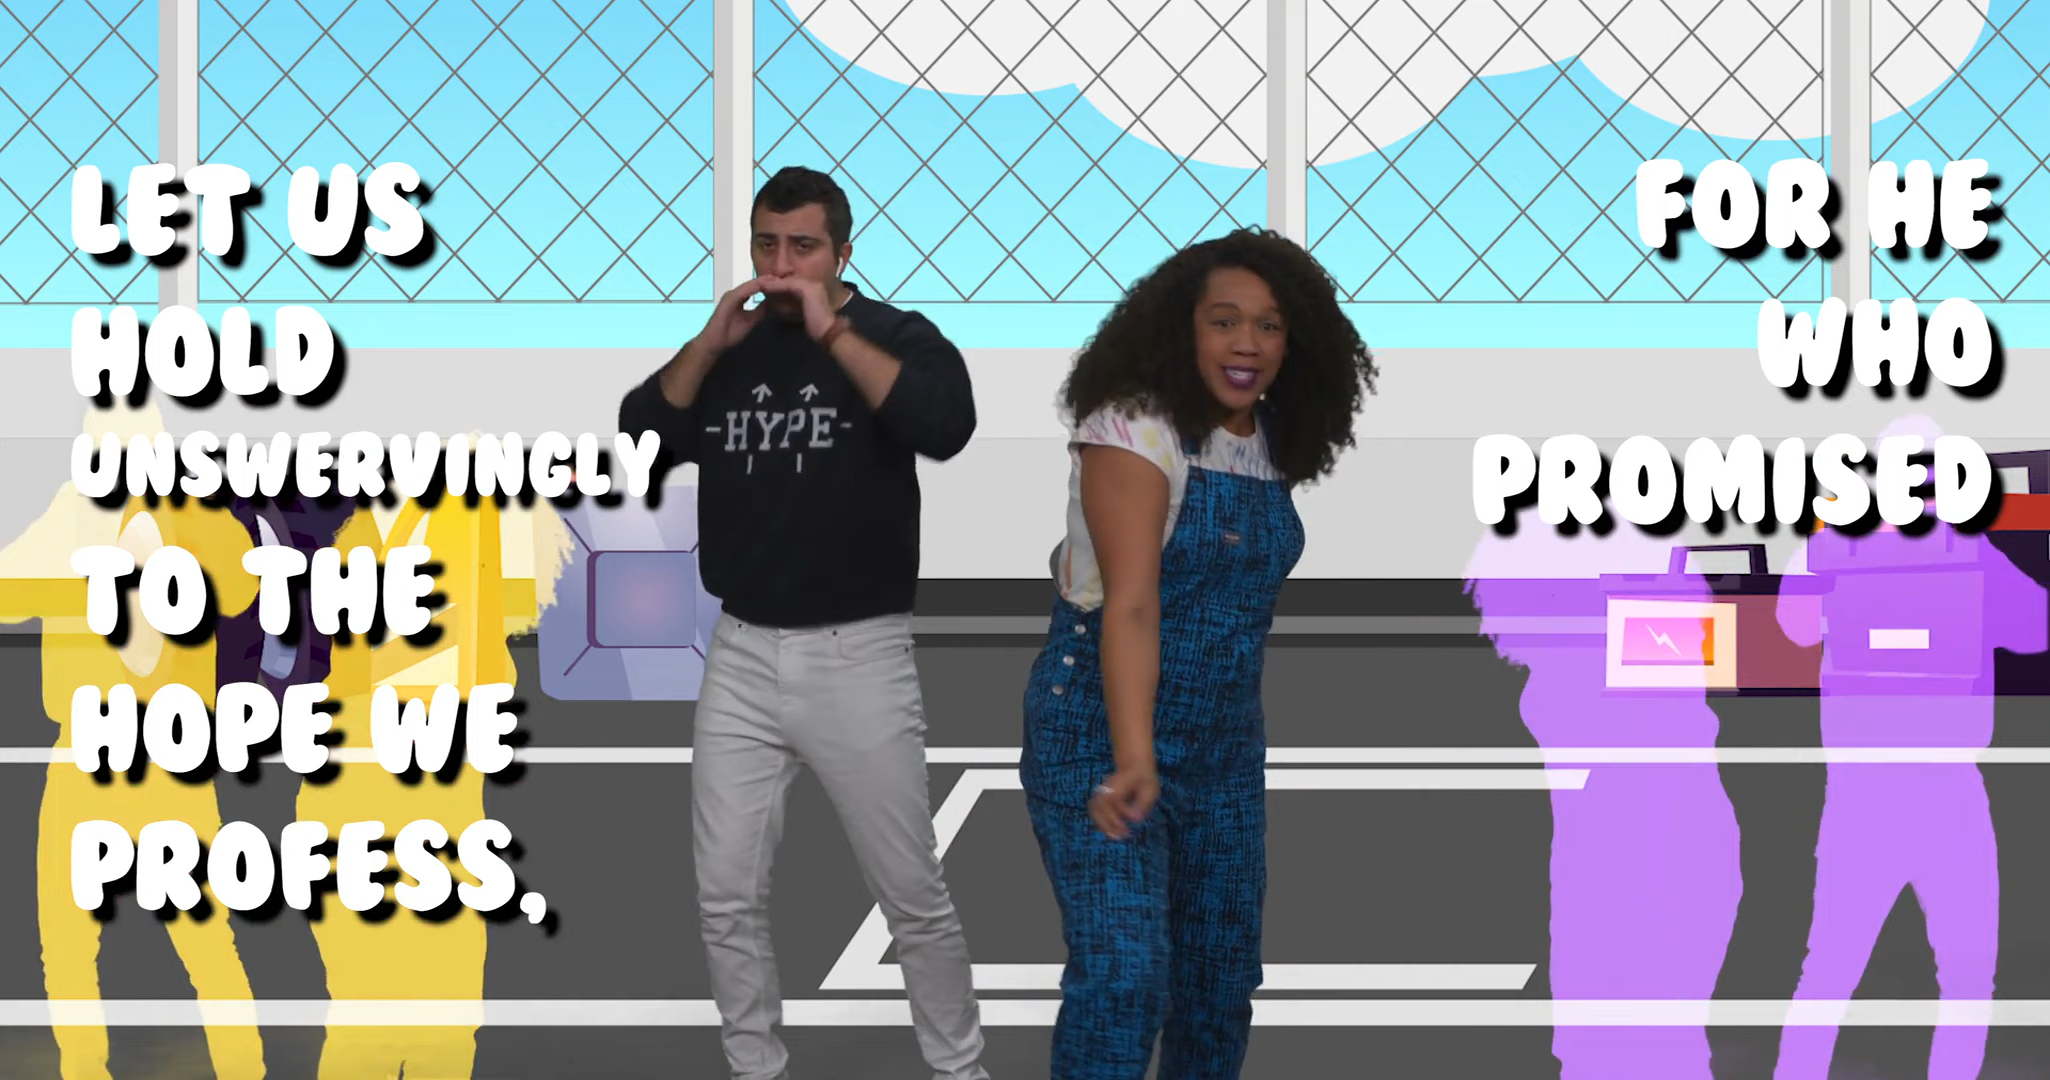 LET US
HOLD
UNSWERVINGLY
TO THE
HOPE WE
PROFESS,
FOR HE
WHO
PROMISED
-HYPE-